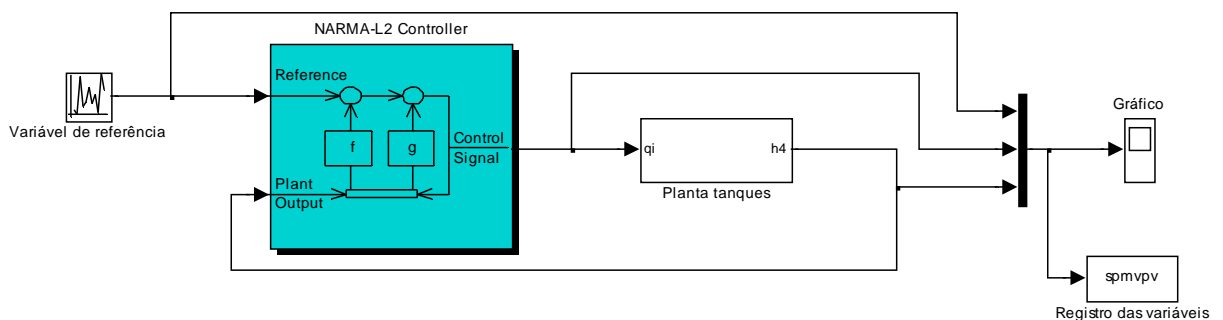 NARMA-L2 Controller
Reference
Variável de referência
f
g
Control
Signal
Plant
Output
qi
h4
Planta tanques
Gráfico
spmvpv
Registro das variáveis